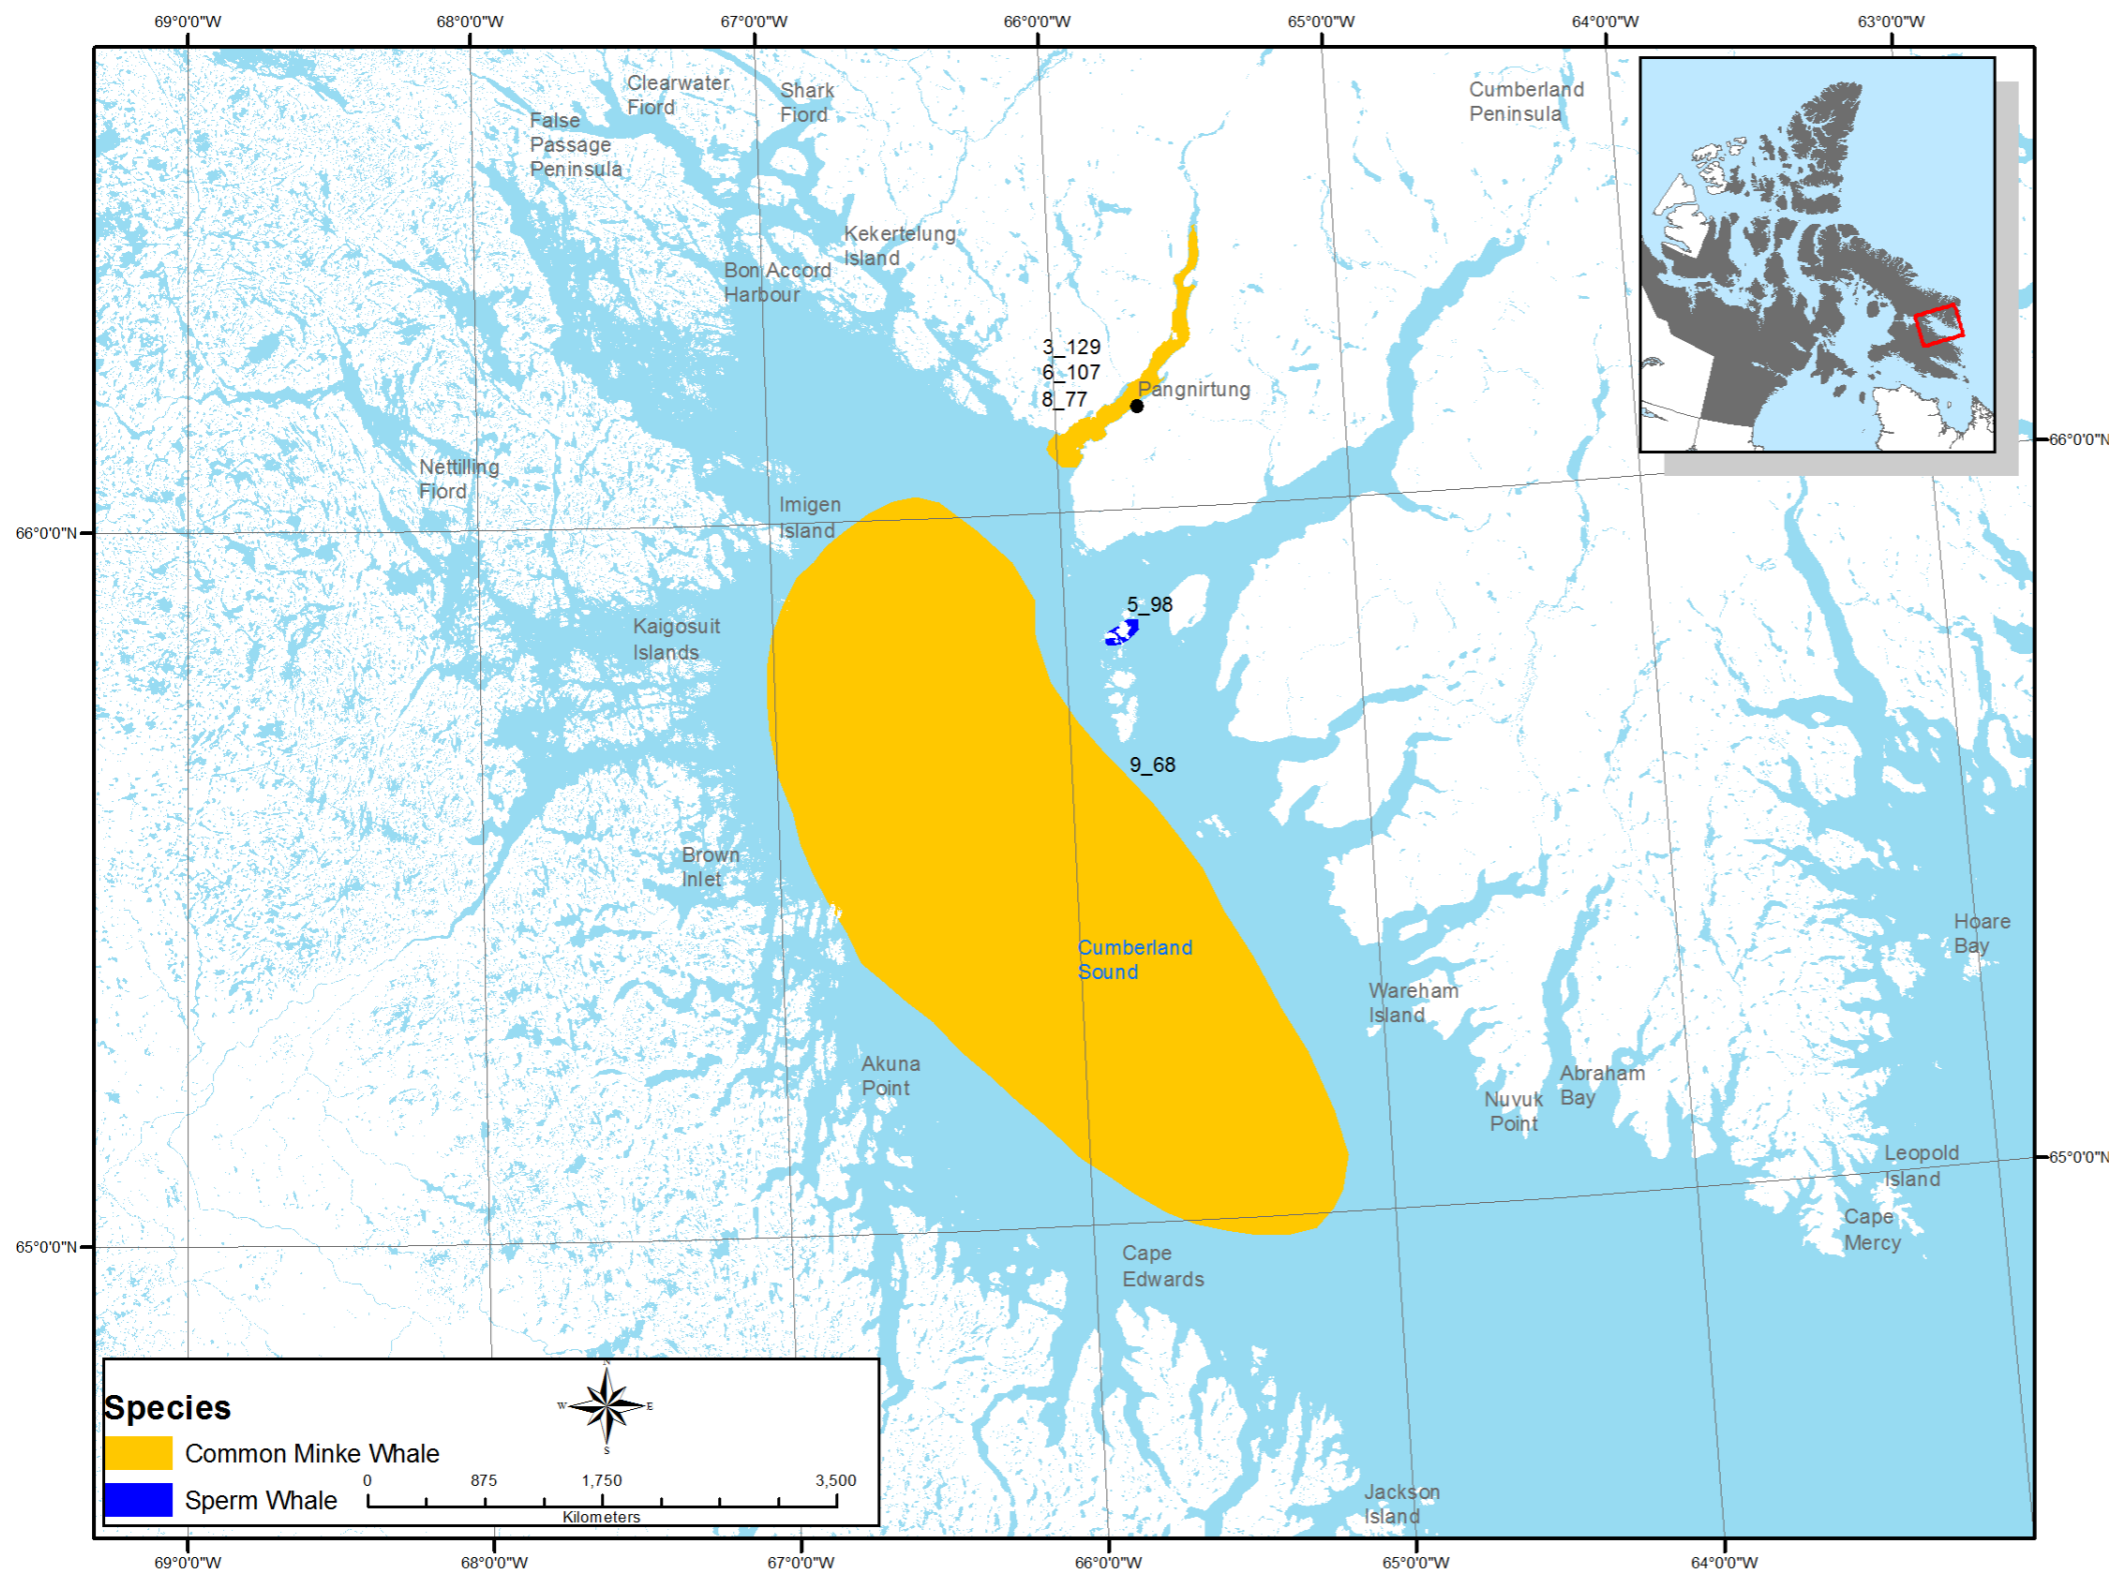 69°0'0"W
68°0'0"W
67°0'0"W
66°0'0"W
65°0'0"W
64°0'0"W
63°0'0"W
Clearwater
Fiord
Shark
Fiord
Cumberland
Peninsula
False
Passage
Peninsula
Kekertelung
Island
Bon Accord
Harbour
3_129
6_107
8_77
Pangnirtung
66°0'0"N
Nettilling
Fiord
Imigen
Island
66°0'0"N
5_98
Kaigosuit
Islands
9_68
Brown
Inlet
Cumberland
Sound
Hoare
Bay
Wareham
Island
Akuna
Point
Abraham
Bay
Nuvuk
Point
65°0'0"N
Leopold
Island
Cape
Mercy
65°0'0"N
Cape
Edwards
N
W
E
S
Species
Common Minke Whale
Sperm Whale
0
875
1,750
3,500
Kilometers
Jackson
Island
69°0'0"W
68°0'0"W
67°0'0"W
66°0'0"W
65°0'0"W
64°0'0"W